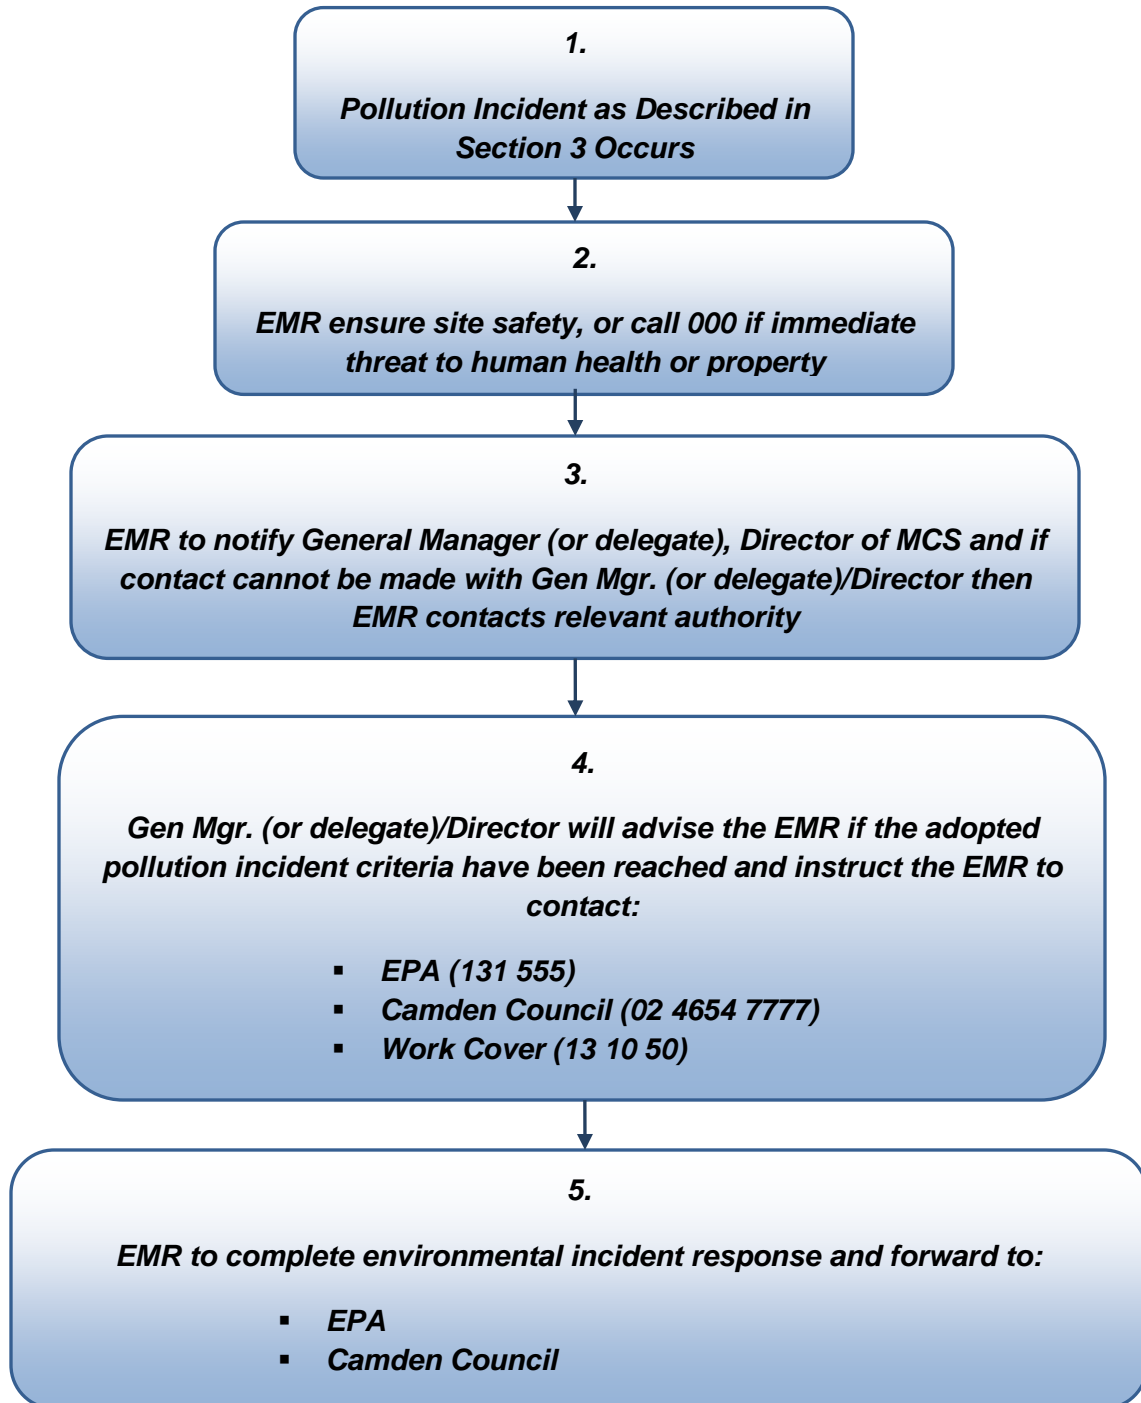 1.
Pollution Incident as Described in
Section 3 Occurs
2.
EMR ensure site safety, or call 000 if immediate
threat to human health or property
3.
EMR to notify General Manager (or delegate), Director of MCS and if
contact cannot be made with Gen Mgr. (or delegate)/Director then
EMR contacts relevant authority
4.
Gen Mgr. (or delegate)/Director will advise the EMR if the adopted
pollution incident criteria have been reached and instruct the EMR to
contact:
▪ EPA (131 555)
▪ Camden Council (02 4654 7777)
▪ Work Cover (13 10 50)
5.
EMR to complete environmental incident response and forward to:
▪ EPA
▪ Camden Council